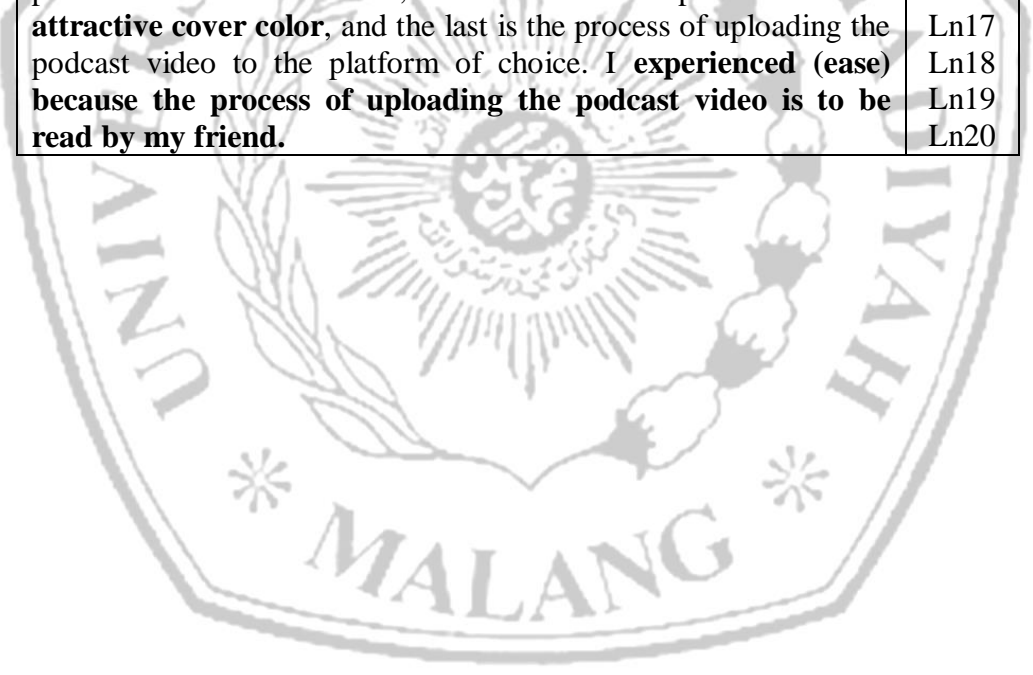 attractive cover color, and the last is the process of uploading the Ln17
podcast video to the platform of choice. I experienced (ease) Ln18
because the process of uploading the podcast video is to be Ln19
read by my friend. Ln20
MALANG